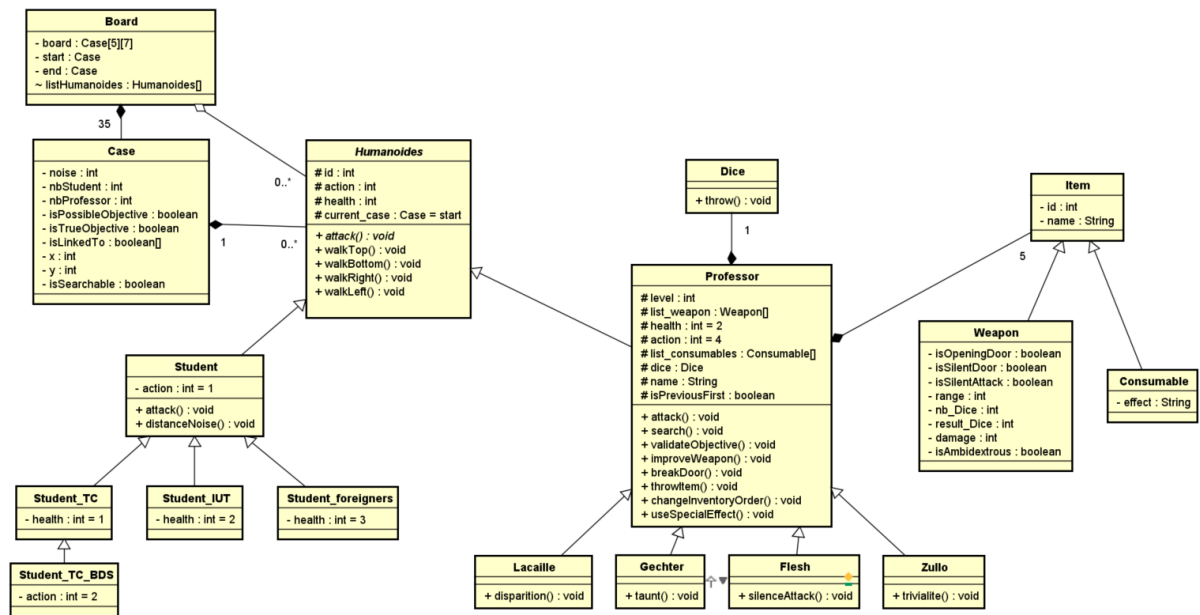 Board
- board : Case[5][7]
- start : Case
- end : Case
~ listHumanoides : Humanoides[]
35
0..*
Case
- noise : int
- nbStudent : int
- nbProfessor : int
- isPossibleObjective : boolean
- isTrueObjective : boolean
- isLinkedTo : boolean[]
- x : int
- y : int
- isSearchable : boolean
1
0..*
Humanoides
# id : int
# action : int
# health : int
# current_case : Case = start
+ attack() : void
+ walkTop() : void
+ walkBottom() : void
+ walkRight() : void
+ walkLeft() : void
Dice
+ throw() : void
1
Item
- id : int
- name : String
5
Professor
# level : int
# list_weapon : Weapon[]
# health : int = 2
# action : int = 4
# list_consumables : Consumable[]
# dice : Dice
# name : String
# isPreviousFirst : boolean
+ attack() : void
+ search() : void
+ validateObjective() : void
+ improveWeapon() : void
+ breakDoor() : void
+ throwItem() : void
+ changeInventoryOrder() : void
+ useSpecialEffect() : void
Weapon
- isOpeningDoor : boolean
- isSilentDoor : boolean
- isSilentAttack : boolean
- range : int
- nb_Dice : int
- result_Dice : int
- damage : int
- isAmbidextrous : boolean
Consumable
- effect : String
Student
- action : int = 1
+ attack() : void
+ distanceNoise() : void
Student_TC
- health : int = 1
Student_IUT
- health : int = 2
Student_foreigners
- health : int = 3
Student_TC_BDS
- action : int = 2
Lacaille
+ disparition() : void
Gechter
+ taunt() : void
Flesh
+ silenceAttack() : void
Zullo
+ trivialite() : void